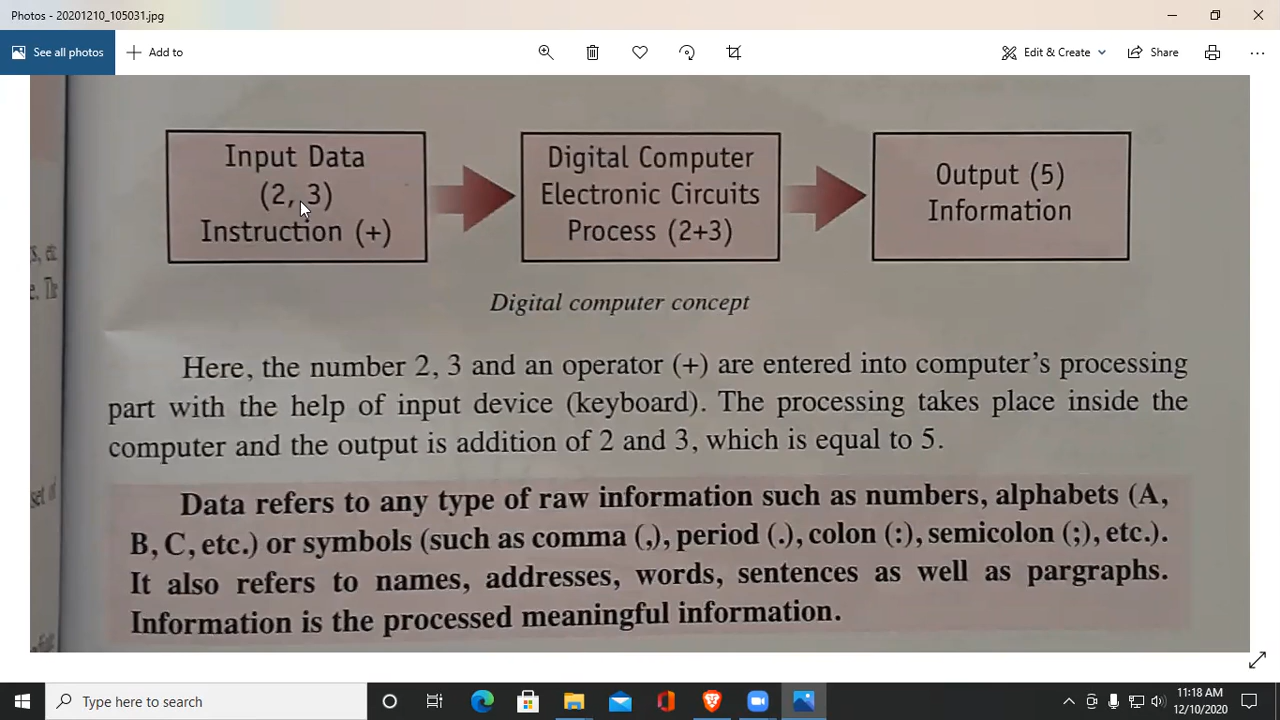 Photos - 20201210_105031.jpg
See all photos
Add to
Edit & Create
Share
Input Data
(2, 3)
Instruction (+)
Digital Computer
Electronic Circuits
Process (2+3)
Output (5)
Information
Digital computer concept
Here, the number 2, 3 and an operator (+) are entered into computer's processing
part with the help of input device (keyboard). The processing takes place inside the
computer and the output is addition of 2 and 3, which is equal to 5.
Data refers to any type of raw information such as numbers, alphabets (A,
B, C, etc.) or symbols (such as comma (,), period (.), colon (:), semicolon (;), etc.).
It also refers to names, addresses, words, sentences as well as pargraphs.
Information is the processed meaningful information.
Type here to search
11:18 AM
12/10/2020